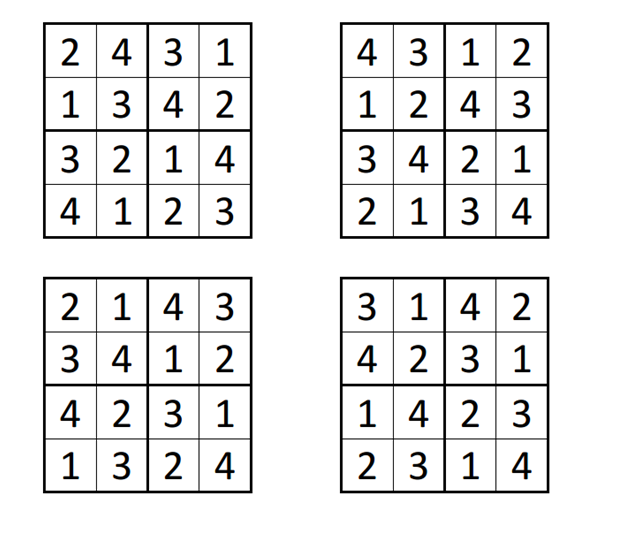 2 4 3 1
1 3 4 2
3 2 1 4
4 1 2 3
4 3 1 2
1 2 4 3
3 4 2 1
2 1 3 4
2 1 4 3
3 4 1 2
4 2 3 1
1 3 2 4
3 1 4 2
4 2 3 1
1 4 2 3
2 3 1 4